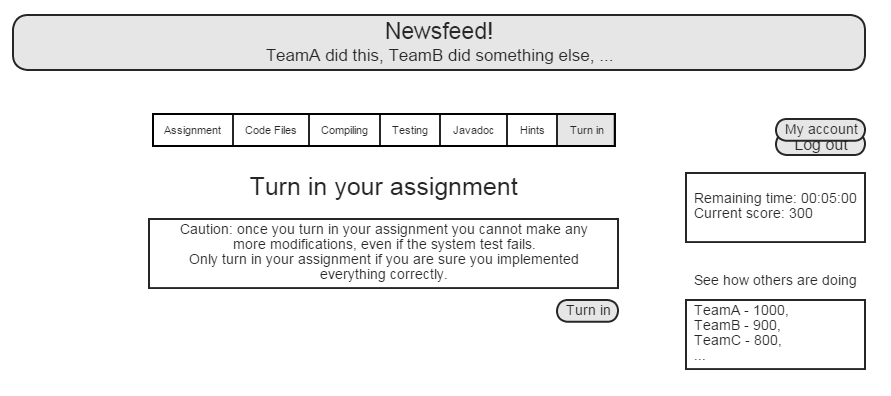 Newsfeed!
TeamA did this, TeamB did something else, ...
Assignment Code Files Compiling Testing Javadoc Hints Turn in
My account
Log out
Turn in your assignment
Caution: once you turn in your assignment you cannot make any
more modifications, even if the system test fails.
Only turn in your assignment if you are sure you implemented
everything correctly.
Turn in
Remaining time: 00:05:00
Current score: 300
See how others are doing
TeamA - 1000,
TeamB - 900,
TeamC - 800,
...